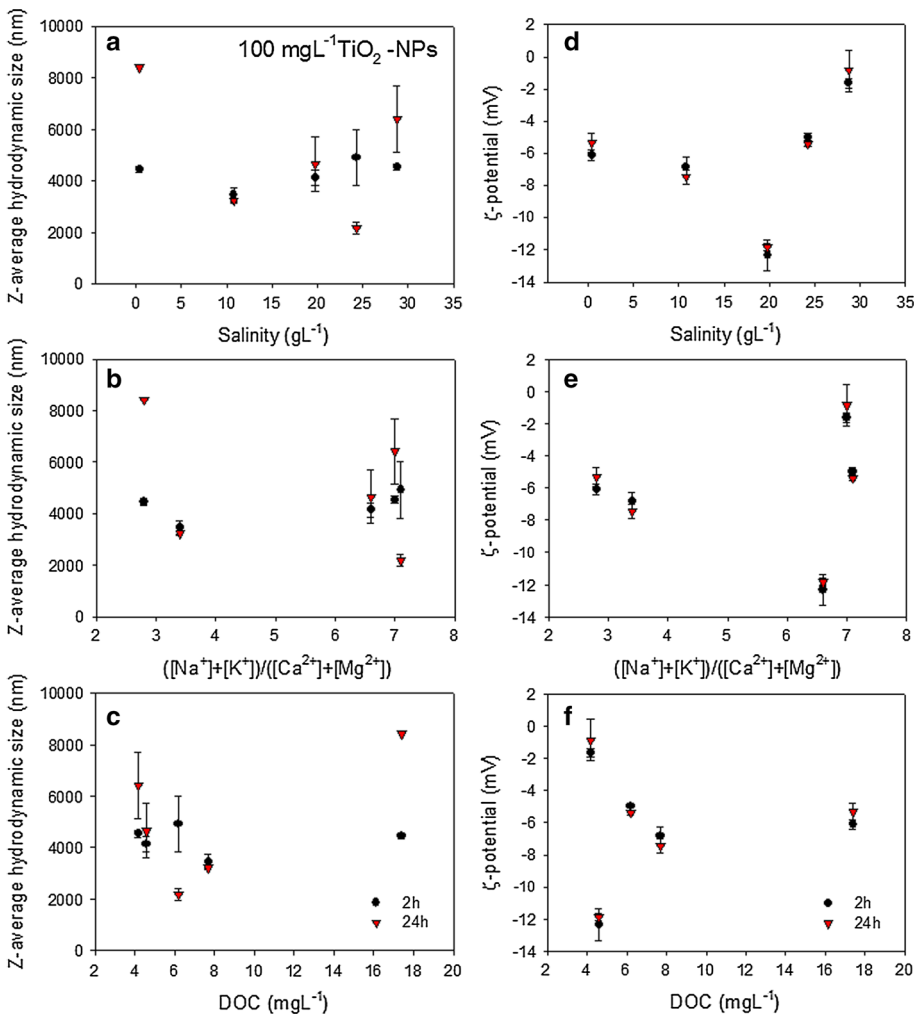 a
100 mgL⁻¹TiO₂ -NPs
Z-average hydrodynamic size (nm)
10000
8000
6000
4000
2000
0
0 5 10 15 20 25 30 35
Salinity (gL⁻¹)
d
ζ-potential (mV)
2
0
-2
-4
-6
-8
-10
-12
-14
0 5 10 15 20 25 30 35
Salinity (gL⁻¹)
b
Z-average hydrodynamic size (nm)
10000
8000
6000
4000
2000
0
2 3 4 5 6 7 8
([Na⁺]+[K⁺])/([Ca²⁺]+[Mg²⁺])
e
ζ-potential (mV)
2
0
-2
-4
-6
-8
-10
-12
-14
2 3 4 5 6 7 8
([Na⁺]+[K⁺])/([Ca²⁺]+[Mg²⁺])
c
Z-average hydrodynamic size (nm)
10000
8000
6000
4000
2000
0
2h
24h
2 4 6 8 10 12 14 16 18 20
DOC (mgL⁻¹)
f
ζ-potential (mV)
2
0
-2
-4
-6
-8
-10
-12
-14
2h
24h
2 4 6 8 10 12 14 16 18 20
DOC (mgL⁻¹)